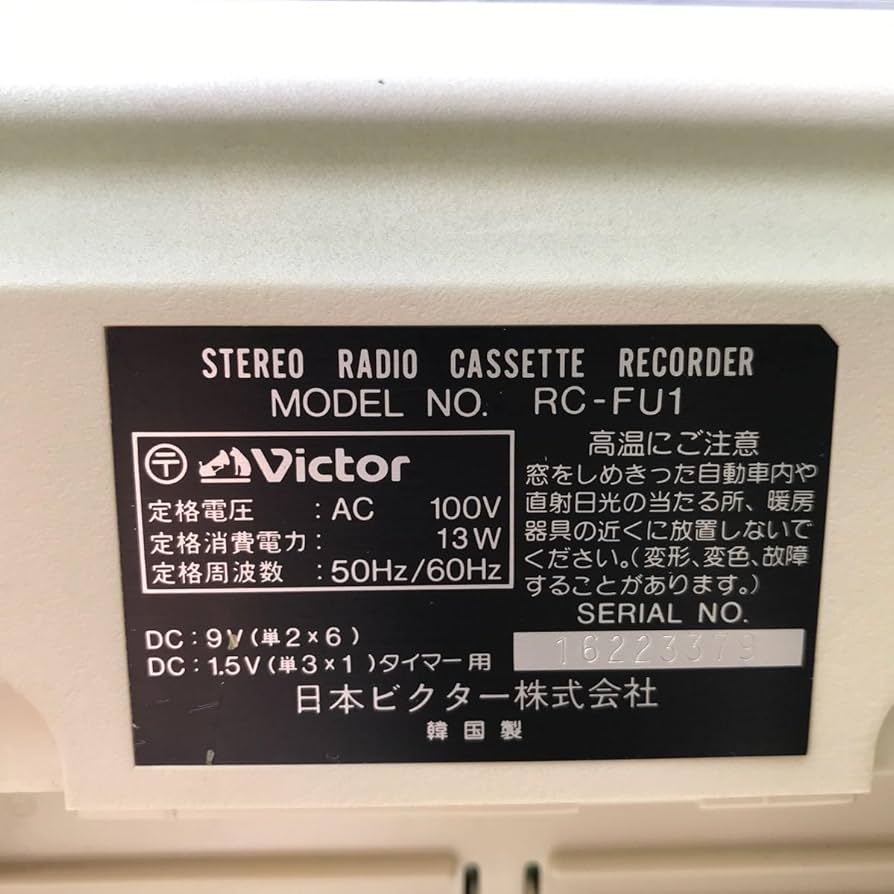 STEREO RADIO CASSETTE RECORDER
MODEL NO. RC-FU1
〒 Victor
定格電圧 : AC 100V
定格消費電力 : 13W
定格周波数 : 50Hz/60Hz
高温にご注意
窓をしめきった自動車内や
直射日光の当たる所、暖房
器具の近くに放置しないで
ください。(変形、変色、故障
することがあります。)
SERIAL NO.
16223379
DC : 9V (単2×6)
DC : 1.5V (単3×1) タイマー用
日本ビクター株式会社
韓国製